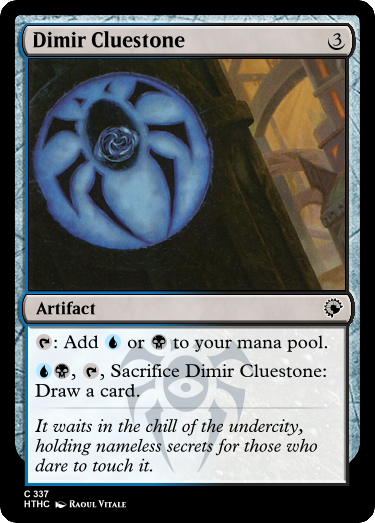 Dimir Cluestone 3
Artifact
: Add or to your mana pool.
, , Sacrifice Dimir Cluestone:
Draw a card.
It waits in the chill of the undercity,
holding nameless secrets for those who
dare to touch it.
C 337
HTHC Raoul Vitale